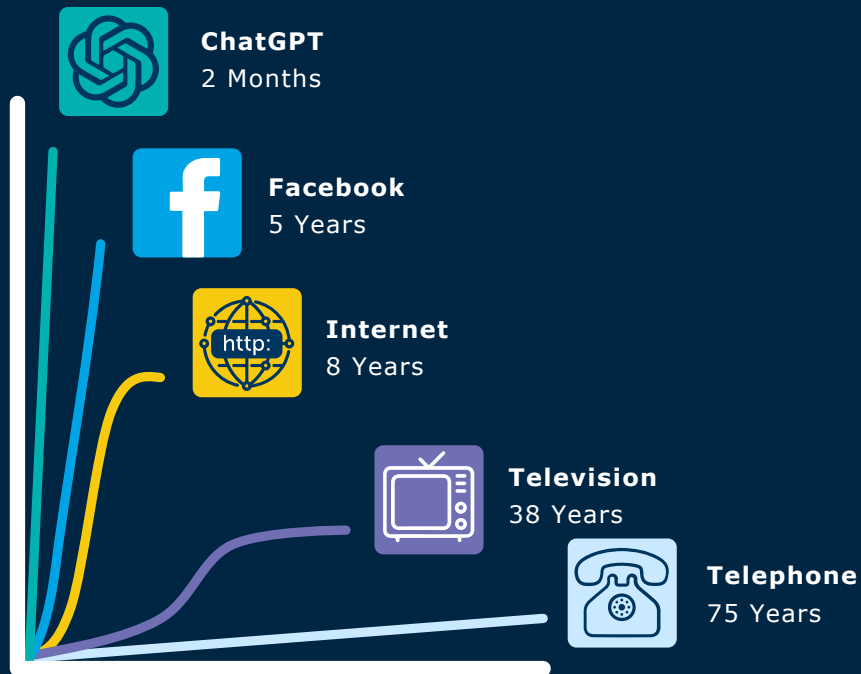 ChatGPT
2 Months
Facebook
5 Years
Internet
8 Years
http:
Television
38 Years
Telephone
75 Years